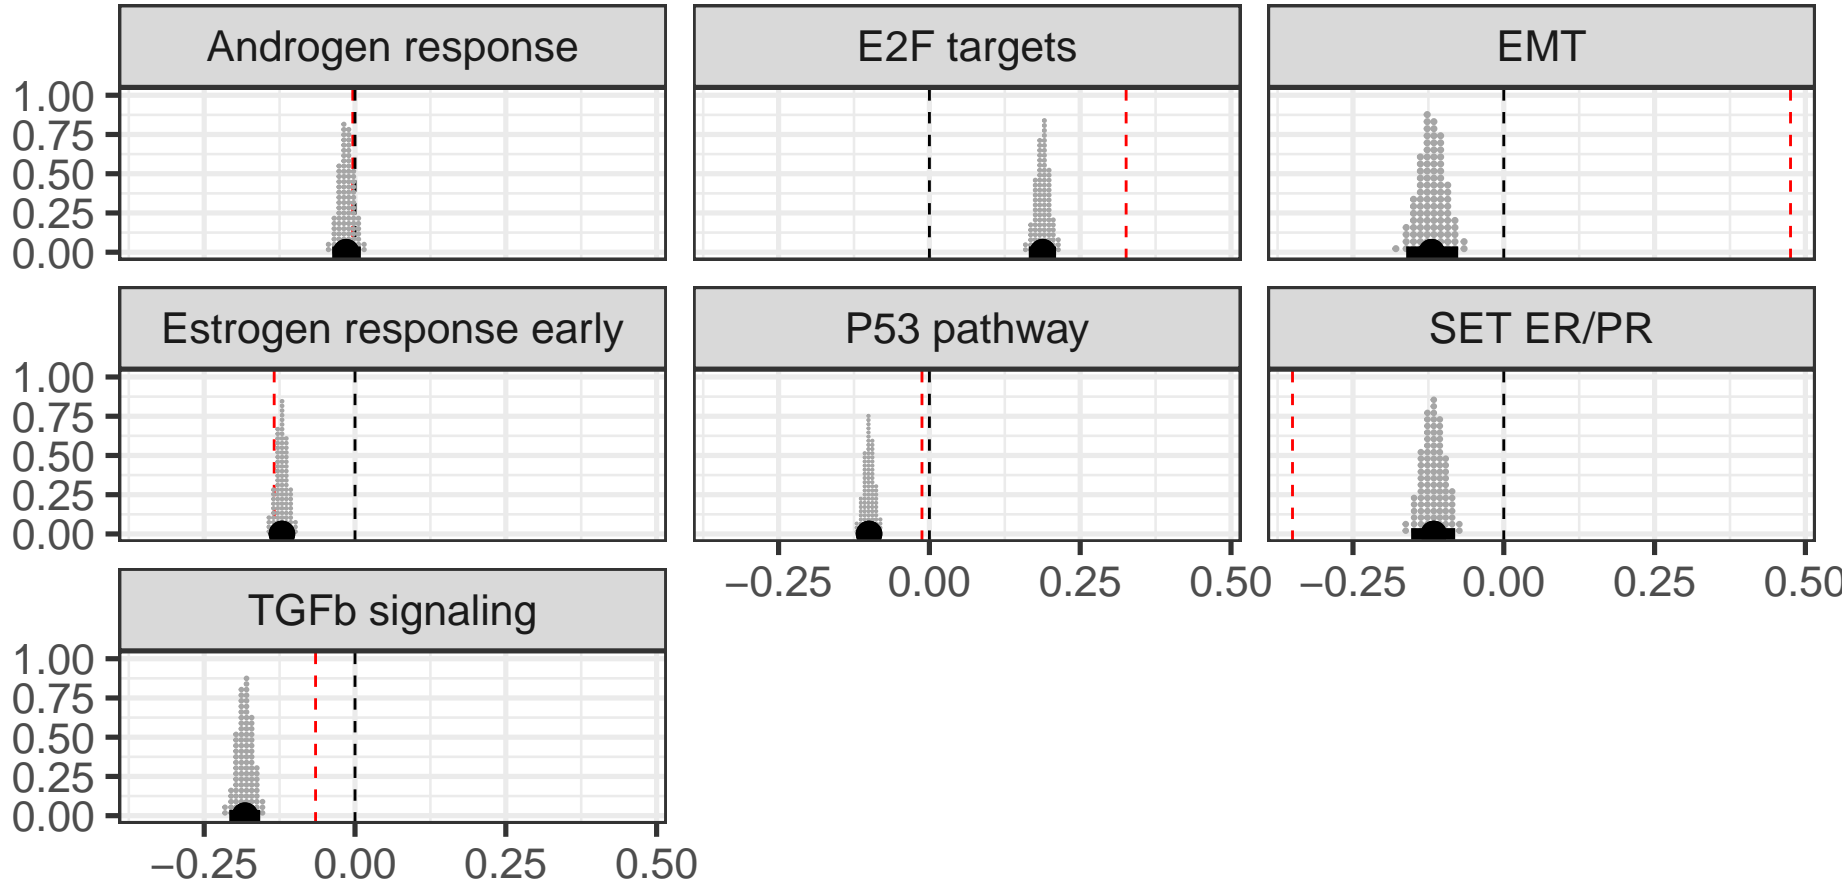 Androgen response
E2F targets
EMT
1.00
0.75
0.50
0.25
0.00
Estrogen response early
P53 pathway
SET ER/PR
1.00
0.75
0.50
0.25
0.00
−0.25 0.00 0.25 0.50
−0.25 0.00 0.25 0.50
TGFb signaling
1.00
0.75
0.50
0.25
0.00
−0.25 0.00 0.25 0.50